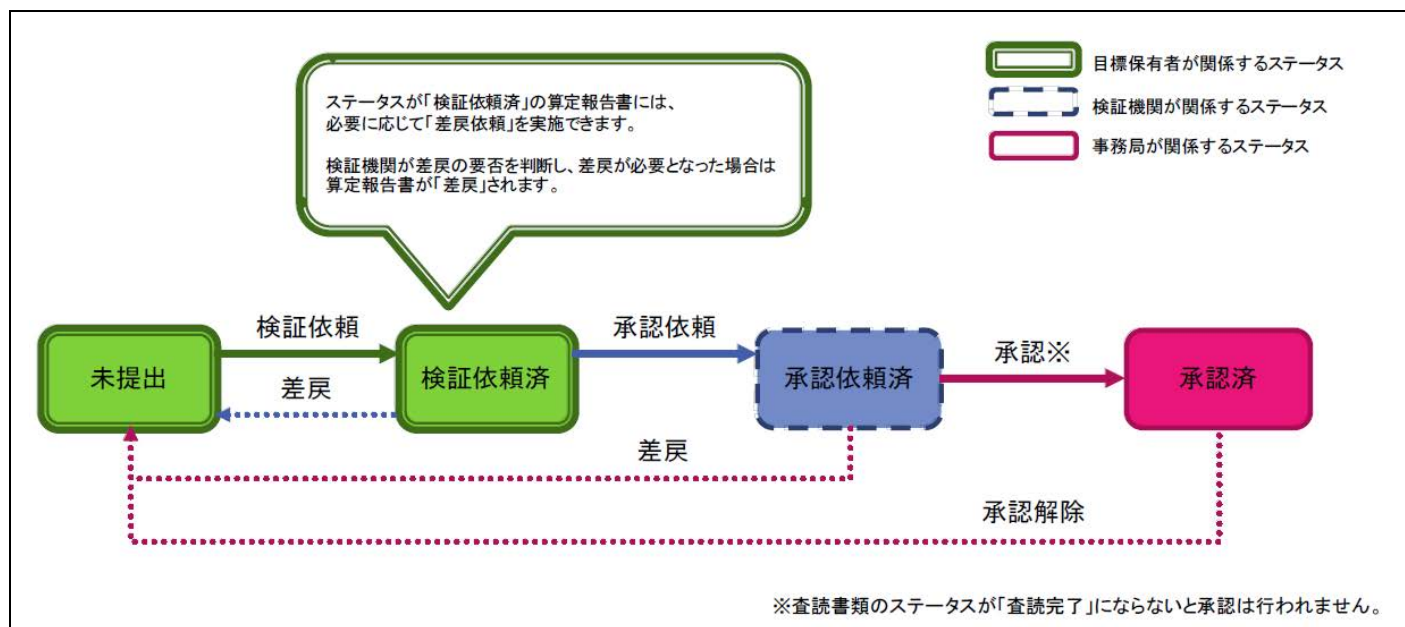 目標保有者が関係するステータス
検証機関が関係するステータス
事務局が関係するステータス
ステータスが「検証依頼済」の算定報告書には、
必要に応じて「差戻依頼」を実施できます。
検証機関が差戻の要否を判断し、差戻が必要となった場合は
算定報告書が「差戻」されます。
未提出
検証依頼
差戻
検証依頼済
承認依頼
承認依頼済
承認※
承認済
差戻
承認解除
※査読書類のステータスが「査読完了」にならないと承認は行われません。